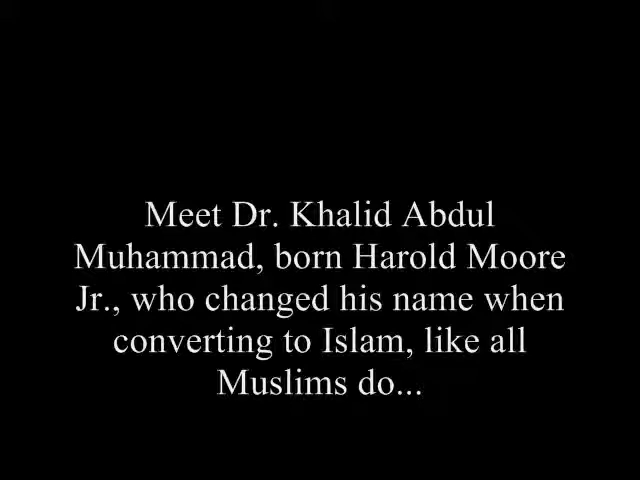 Meet Dr. Khalid Abdul
Muhammad, born Harold Moore
Jr., who changed his name when
converting to Islam, like all
Muslims do...